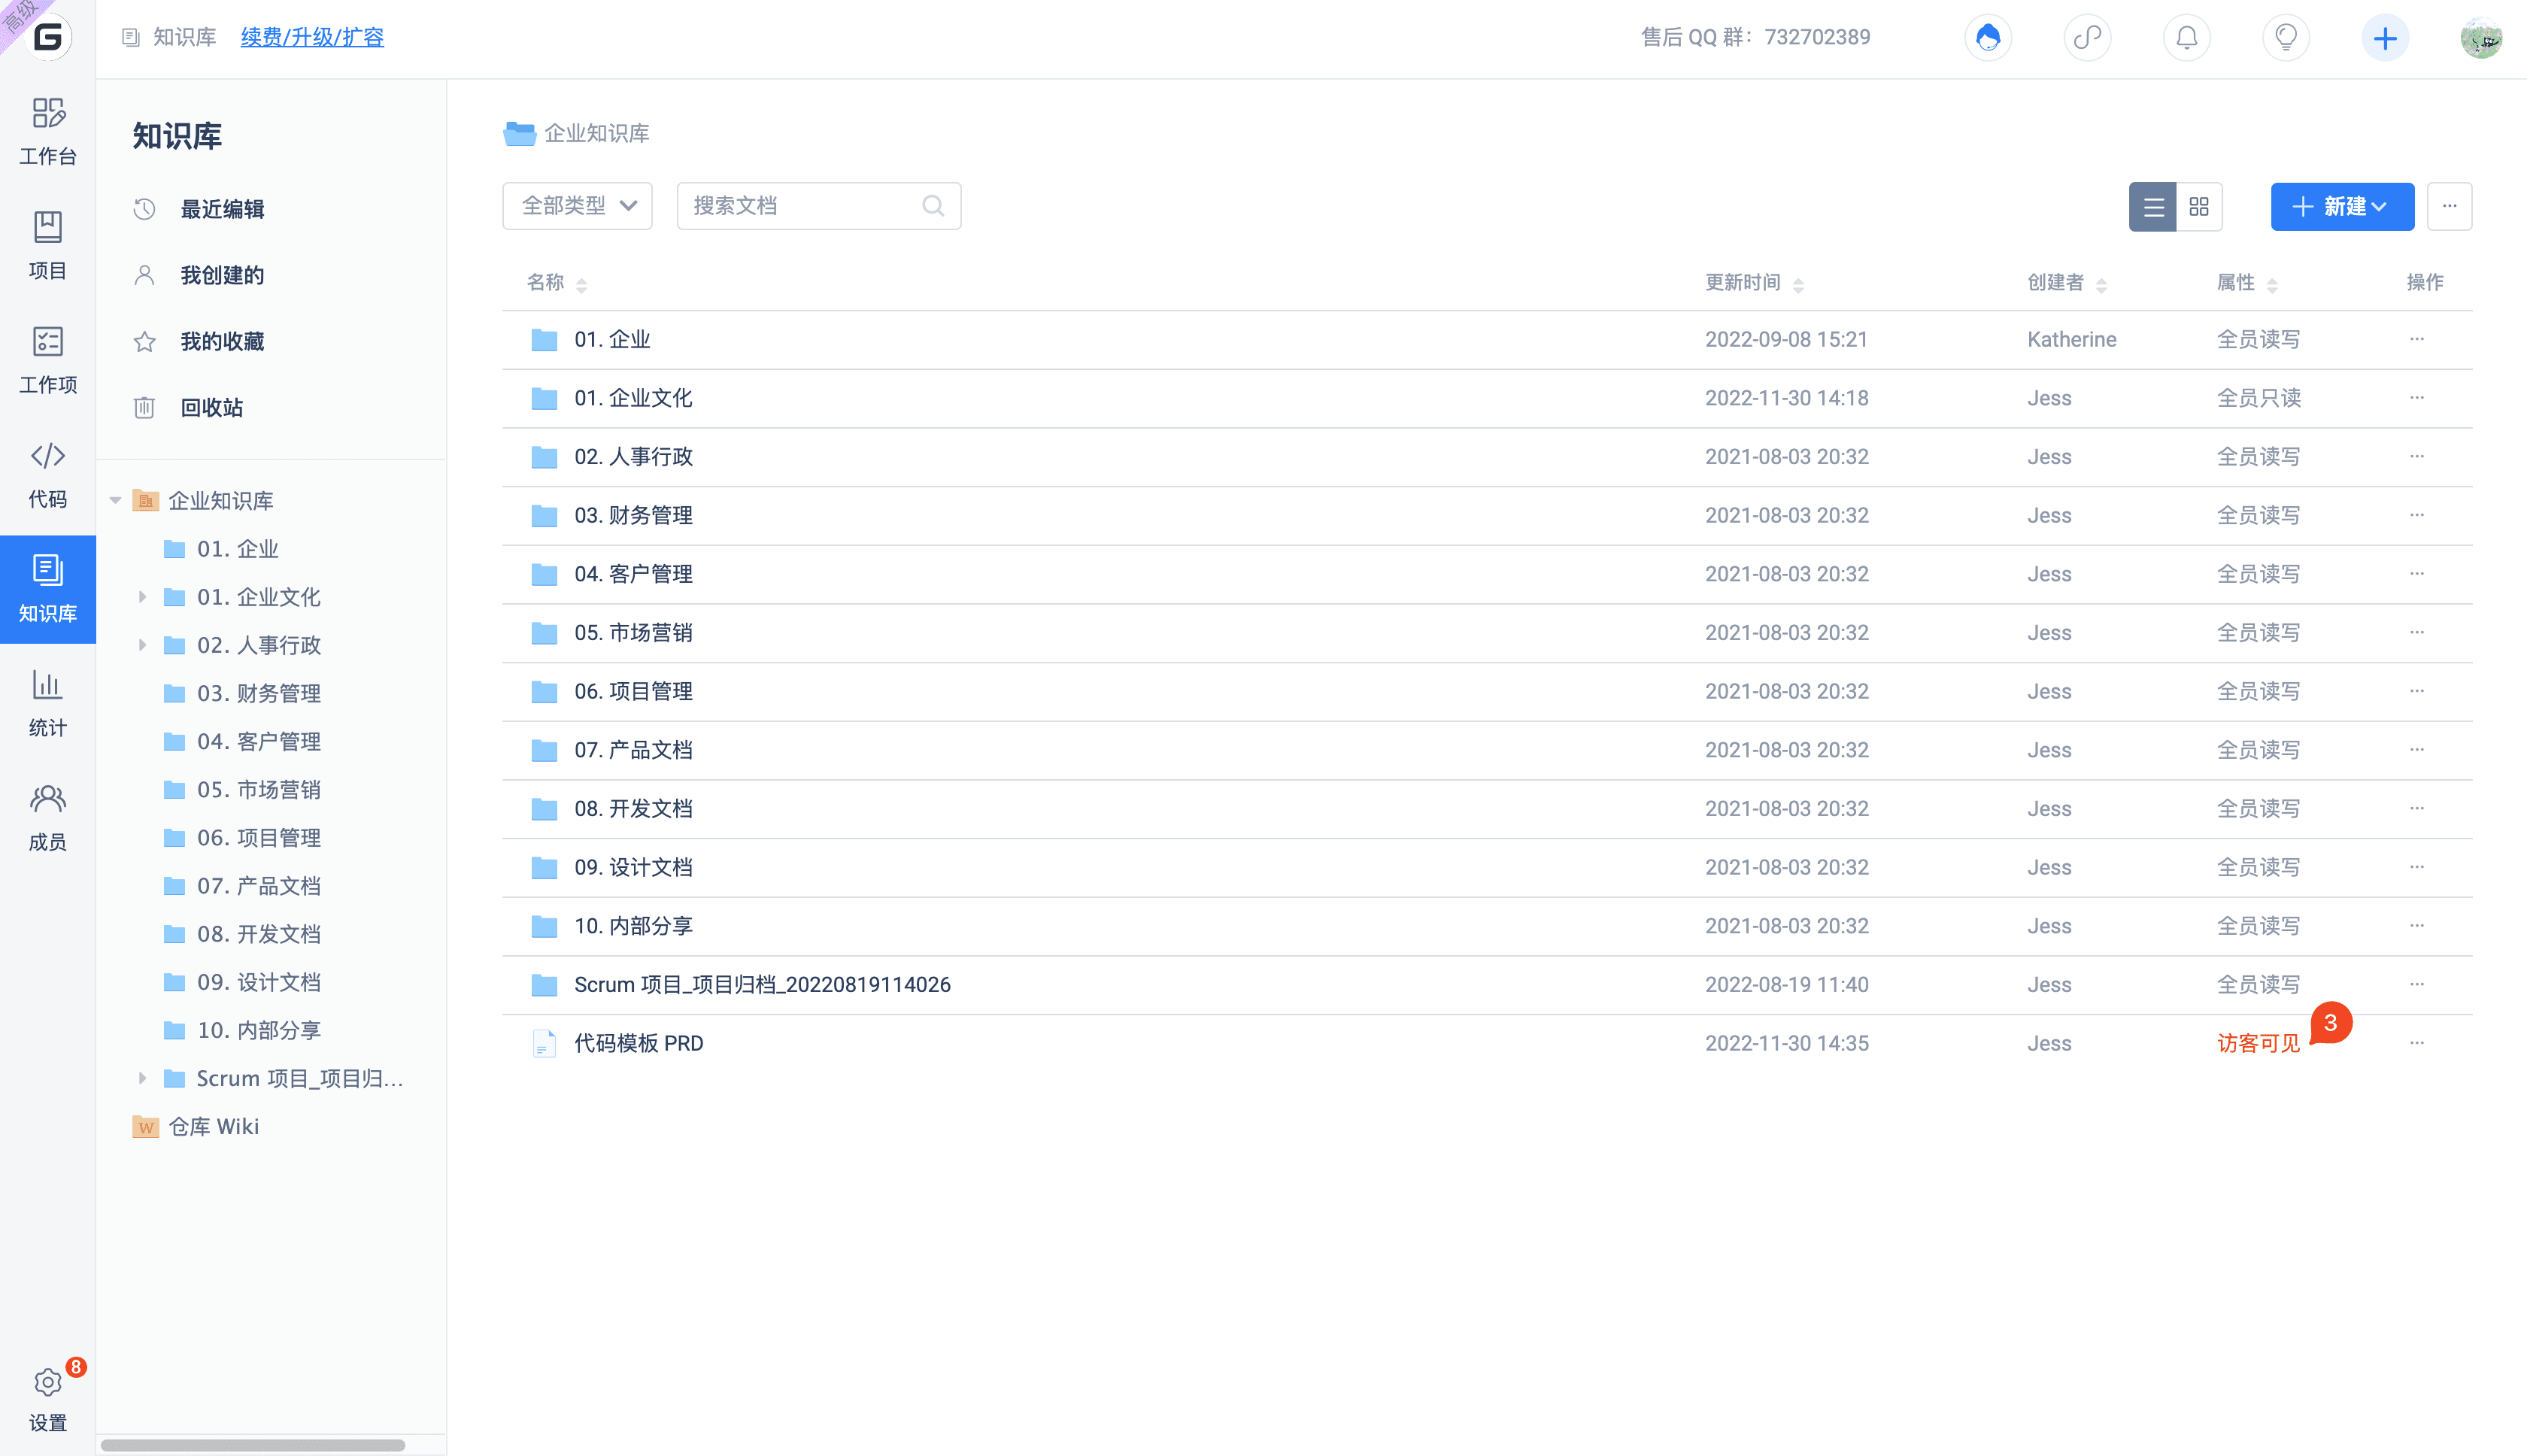 高级
G
知识库 续费/升级/扩容
售后 QQ 群：732702389
工作台
项目
工作项
代码
知识库
统计
成员
8
设置
知识库
最近编辑
我创建的
我的收藏
回收站
企业知识库
01. 企业
01. 企业文化
02. 人事行政
03. 财务管理
04. 客户管理
05. 市场营销
06. 项目管理
07. 产品文档
08. 开发文档
09. 设计文档
10. 内部分享
Scrum 项目_项目归...
W 仓库 Wiki
企业知识库
全部类型 搜索文档 新建 ...
名称 更新时间 创建者 属性 操作
01. 企业 2022-09-08 15:21 Katherine 全员读写 ...
01. 企业文化 2022-11-30 14:18 Jess 全员只读 ...
02. 人事行政 2021-08-03 20:32 Jess 全员读写 ...
03. 财务管理 2021-08-03 20:32 Jess 全员读写 ...
04. 客户管理 2021-08-03 20:32 Jess 全员读写 ...
05. 市场营销 2021-08-03 20:32 Jess 全员读写 ...
06. 项目管理 2021-08-03 20:32 Jess 全员读写 ...
07. 产品文档 2021-08-03 20:32 Jess 全员读写 ...
08. 开发文档 2021-08-03 20:32 Jess 全员读写 ...
09. 设计文档 2021-08-03 20:32 Jess 全员读写 ...
10. 内部分享 2021-08-03 20:32 Jess 全员读写 ...
Scrum 项目_项目归档_20220819114026 2022-08-19 11:40 Jess 全员读写 ...
代码模板 PRD 2022-11-30 14:35 Jess 访客可见 3 ...